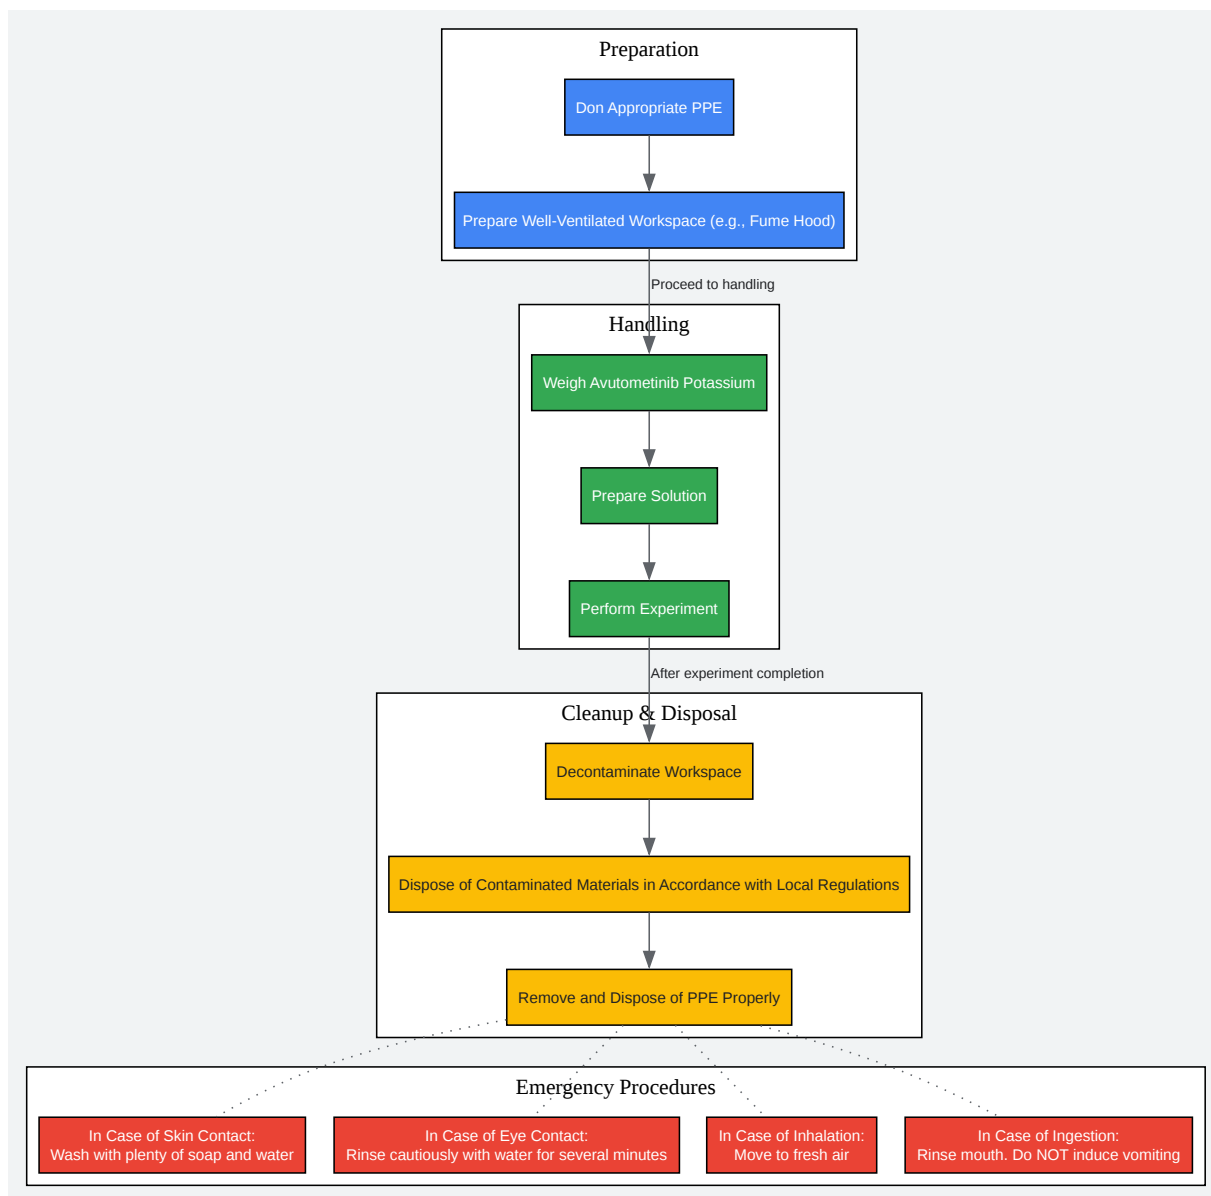 Preparation
Don Appropriate PPE
Prepare Well-Ventilated Workspace (e.g., Fume Hood)
Proceed to handling
Handling
Weigh Avutometinib Potassium
Prepare Solution
Perform Experiment
After experiment completion
Cleanup & Disposal
Decontaminate Workspace
Dispose of Contaminated Materials in Accordance with Local Regulations
Remove and Dispose of PPE Properly
Emergency Procedures
In Case of Skin Contact:
Wash with plenty of soap and water
In Case of Eye Contact:
Rinse cautiously with water for several minutes
In Case of Inhalation:
Move to fresh air
In Case of Ingestion:
Rinse mouth. Do NOT induce vomiting